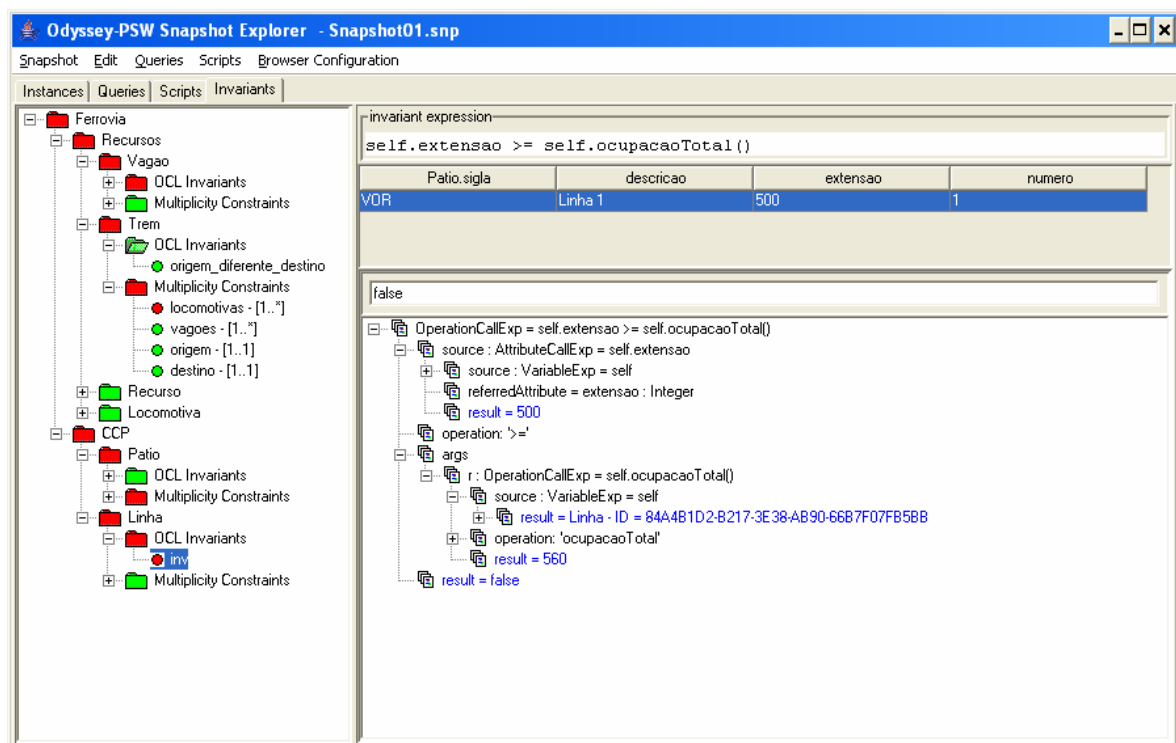 Odyssey-PSW Snapshot Explorer - Snapshot01.snp
Snapshot Edit Queries Scripts Browser Configuration
Instances Queries Scripts Invariants
Ferrovia
Recursos
Vagao
OCL Invariants
Multiplicity Constraints
Trem
OCL Invariants
origem_diferente_destino
Multiplicity Constraints
locomotivas - [1..*]
vagoes - [1..*]
origem - [1..1]
destino - [1..1]
Recurso
Locomotiva
CCP
Patio
OCL Invariants
Multiplicity Constraints
Linha
OCL Invariants
inv
Multiplicity Constraints
invariant expression
self.extensao >= self.ocupacaoTotal()
Patio.sigla descricao extensao numero
VOR Linha 1 500 1
false
OperationCallExp = self.extensao >= self.ocupacaoTotal()
source : AttributeCallExp = self.extensao
source : VariableExp = self
referredAttribute = extensao : Integer
result = 500
operation: '>='
args
r : OperationCallExp = self.ocupacaoTotal()
source : VariableExp = self
result = Linha - ID = 84A4B1D2-B217-3E38-AB90-66B7F07FB5BB
operation: 'ocupacaoTotal'
result = 560
result = false